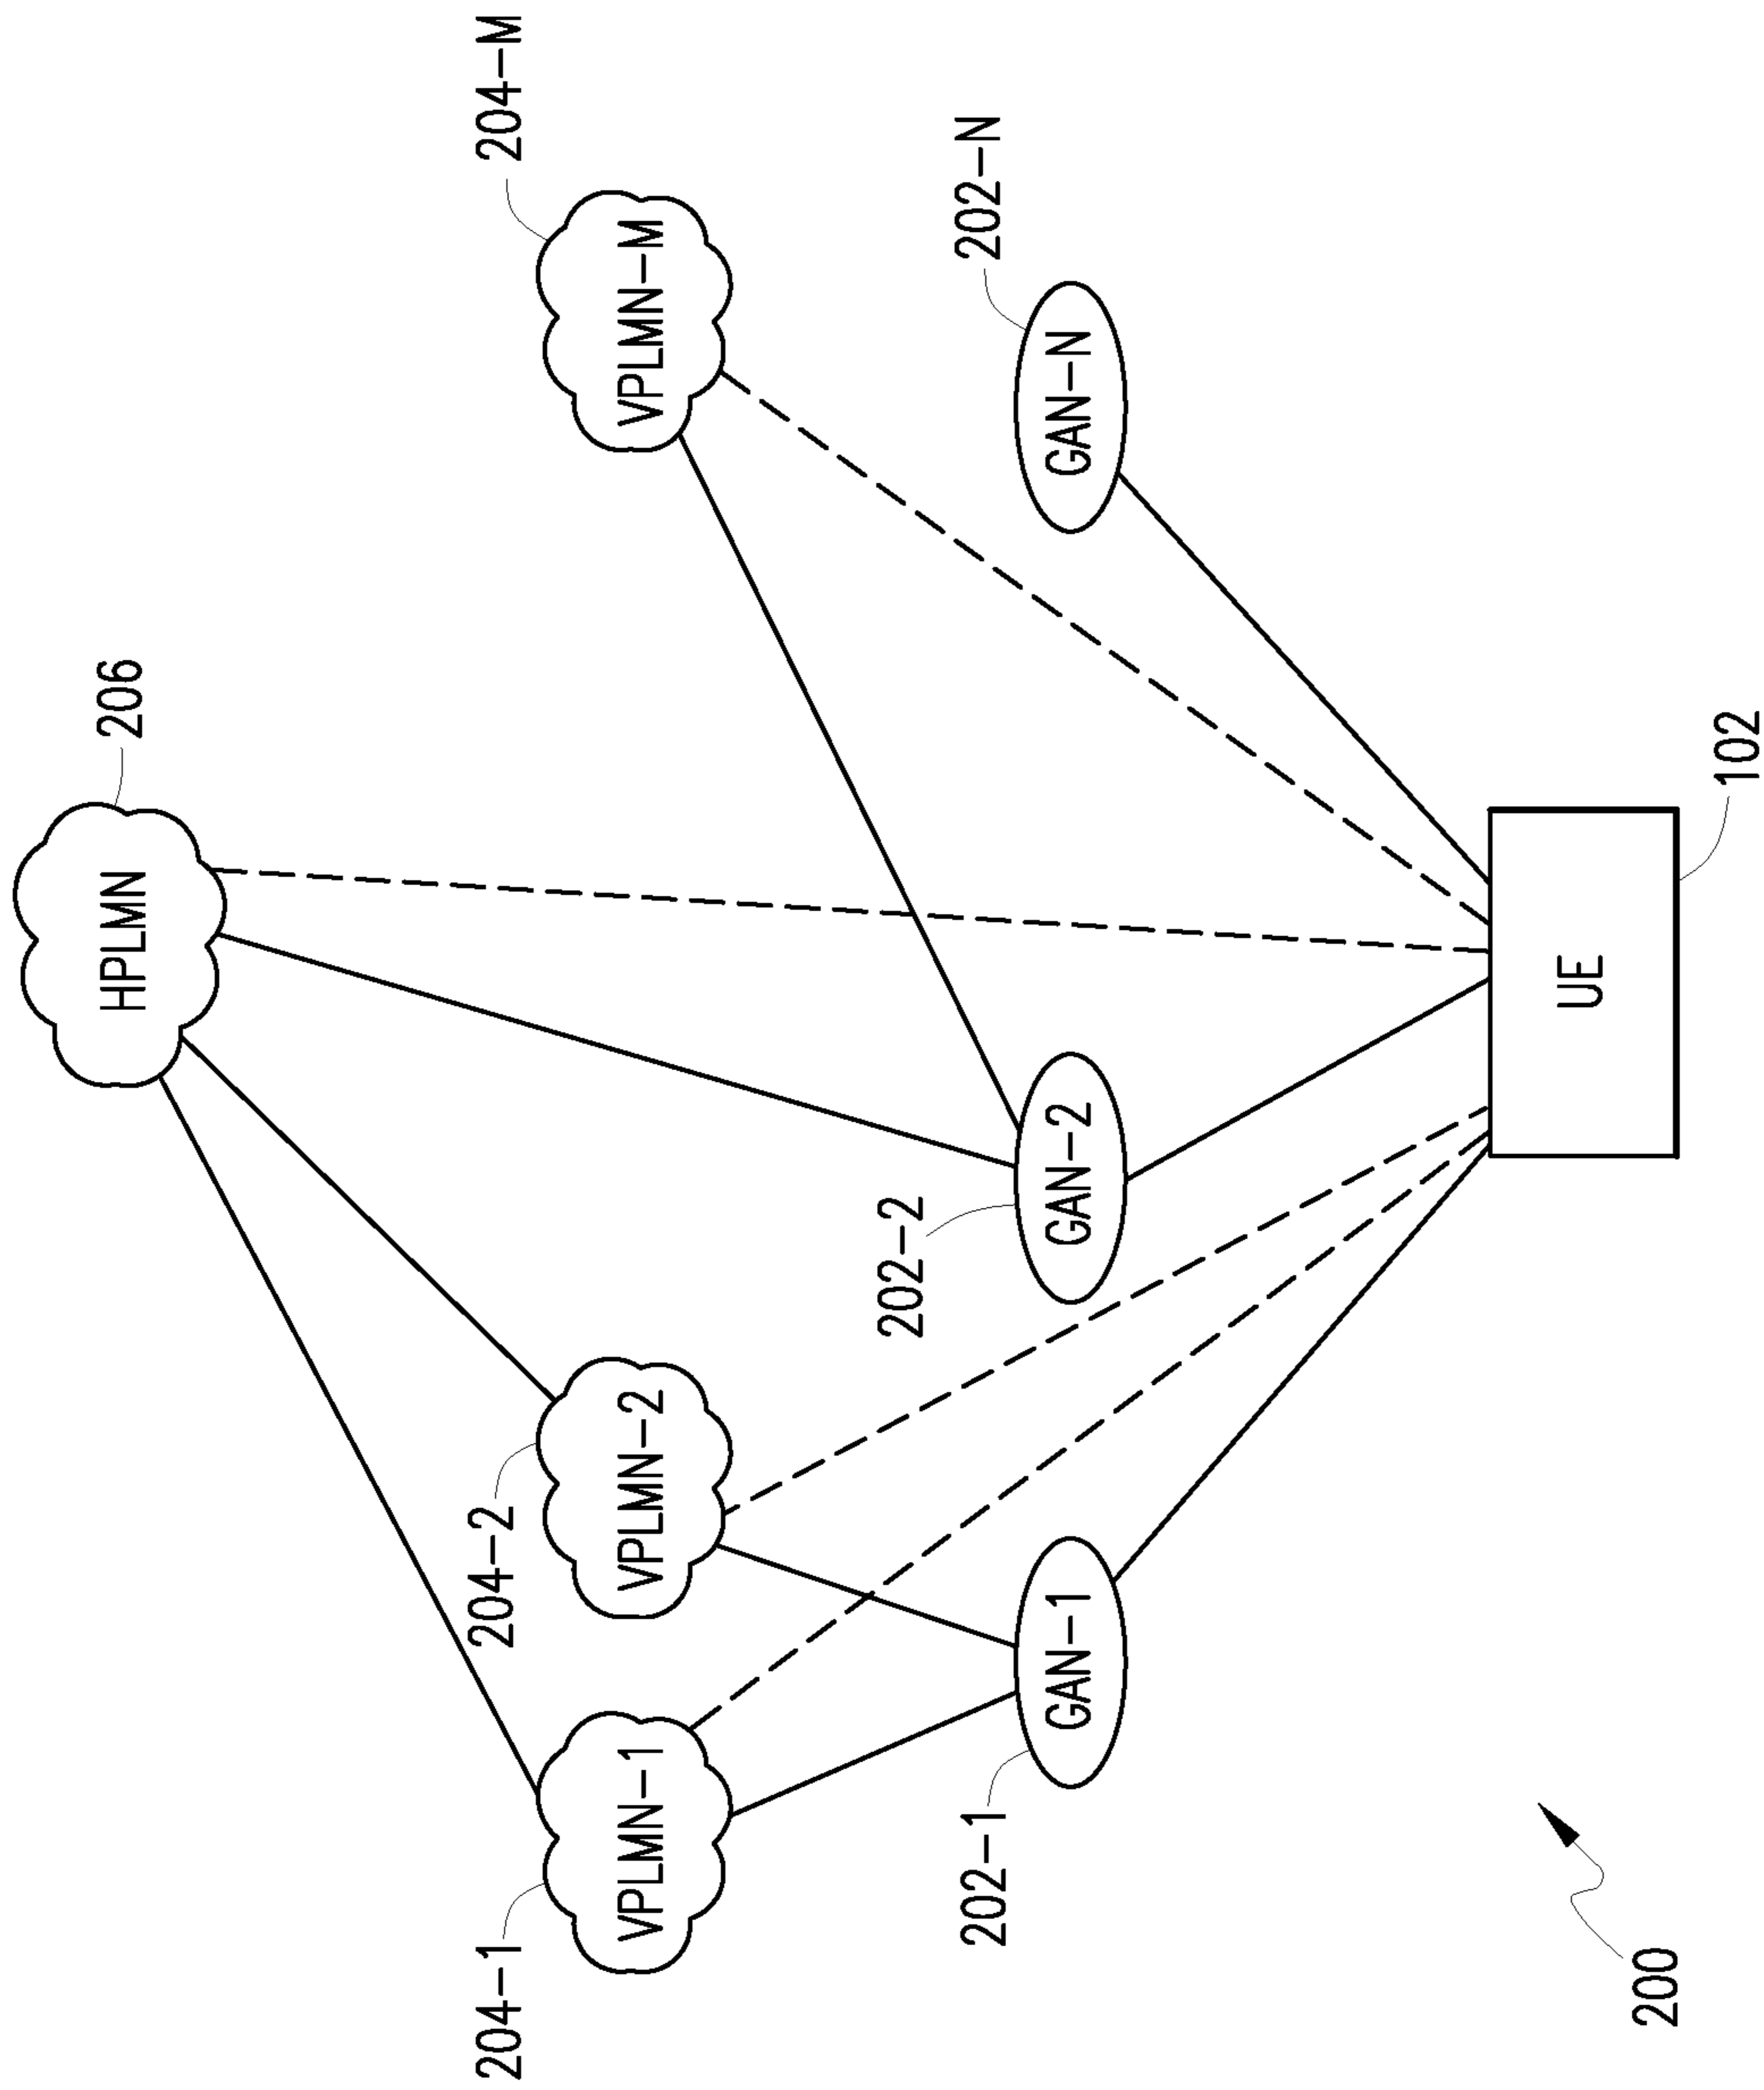 206
HPLMN
204-1
204-2
204-M
VPLMN-1
VPLMN-2
VPLMN-M
202-1
202-2
202-N
GAN-1
GAN-2
GAN-N
UE
200
102